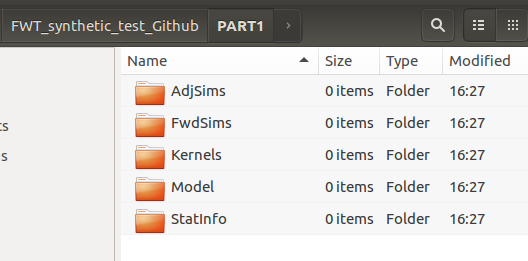 FWT_synthetic_test_Github PART1
Name Size Type Modified
AdjSims 0 items Folder 16:27
FwdSims 0 items Folder 16:27
ts
s
Kernels 0 items Folder 16:27
Model 0 items Folder 16:27
StatInfo 0 items Folder 16:27